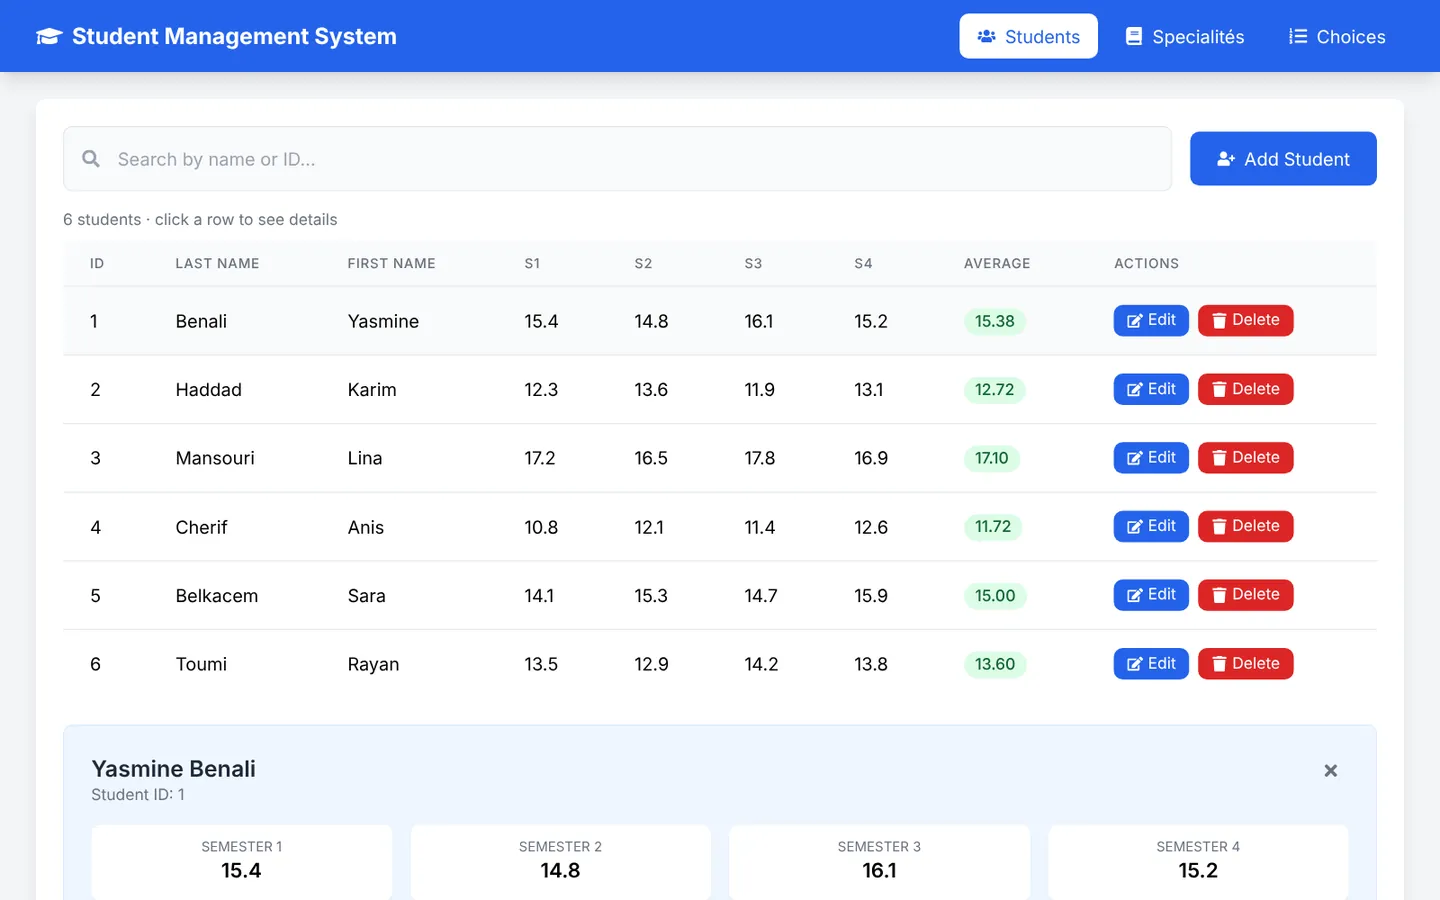 Student Management System
Students
Specialités
Choices
Search by name or ID...
Add Student
6 students · click a row to see details
ID LAST NAME FIRST NAME S1 S2 S3 S4 AVERAGE ACTIONS
1 Benali Yasmine 15.4 14.8 16.1 15.2 15.38 Edit Delete
2 Haddad Karim 12.3 13.6 11.9 13.1 12.72 Edit Delete
3 Mansouri Lina 17.2 16.5 17.8 16.9 17.10 Edit Delete
4 Cherif Anis 10.8 12.1 11.4 12.6 11.72 Edit Delete
5 Belkacem Sara 14.1 15.3 14.7 15.9 15.00 Edit Delete
6 Toumi Rayan 13.5 12.9 14.2 13.8 13.60 Edit Delete
Yasmine Benali
Student ID: 1
SEMESTER 1 SEMESTER 2 SEMESTER 3 SEMESTER 4
15.4 14.8 16.1 15.2